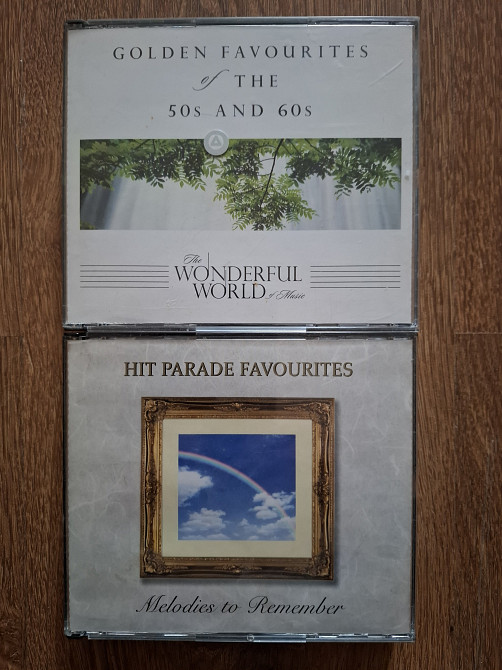 GOLDEN FAVOURITES
of THE
50s AND 60s
The
WONDERFUL
WORLD of Music
HIT PARADE FAVOURITES
Melodies to Remember